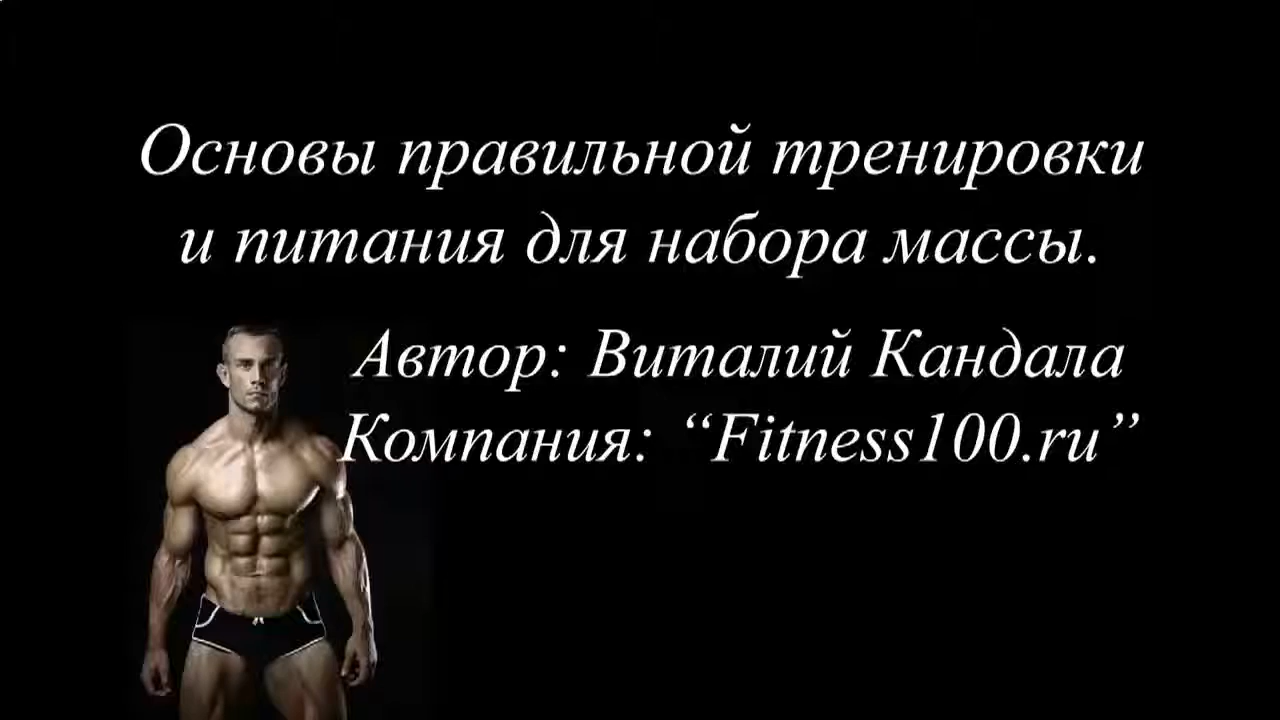 Основы правильной тренировки
и питания для набора массы.
Автор: Виталий Кандала
Компания: “Fitness100.ru”